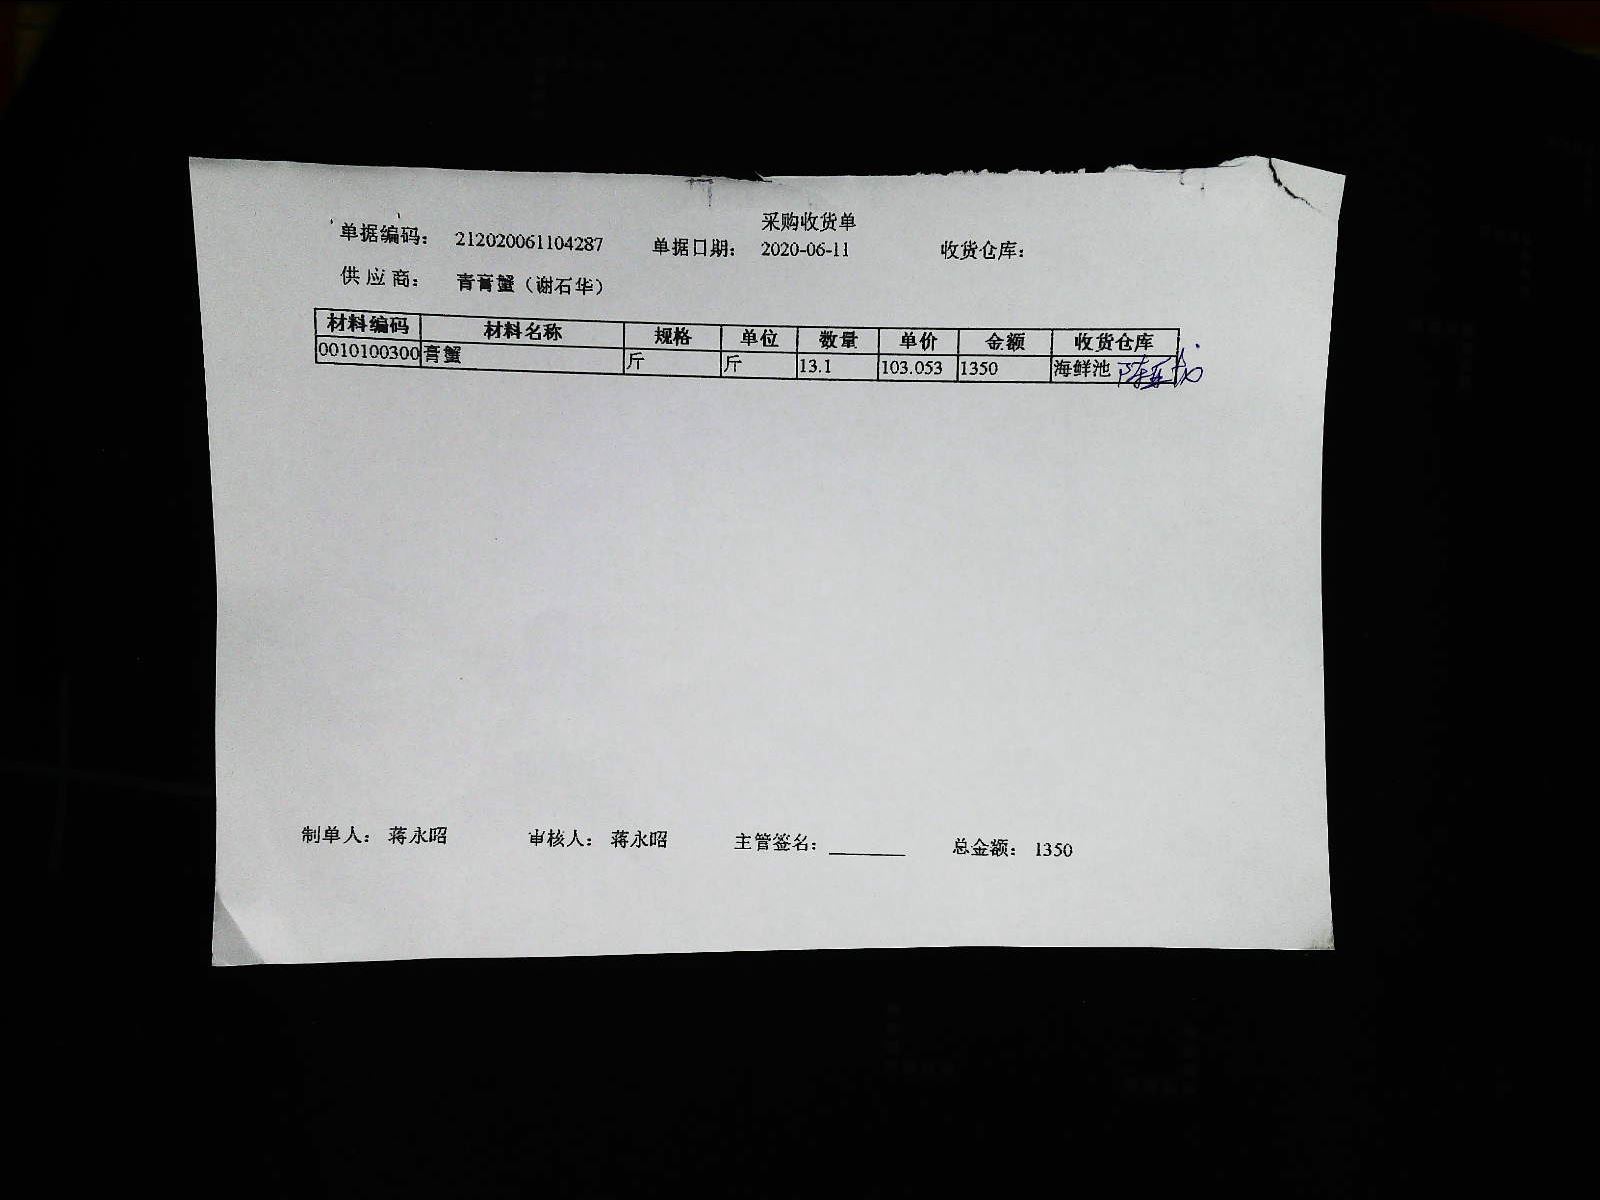 采购收货单
单据编码: 212020061104287 单据日期: 2020-06-11 收货仓库:
供应商: 青膏蟹（谢石华）
材料编码 材料名称 规格 单位 数量 单价 金额 收货仓库
0010100300 膏蟹 斤 斤 13.1 103.053 1350 海鲜池
制单人: 蒋永昭 审核人: 蒋永昭 主管签名: 总金额: 1350